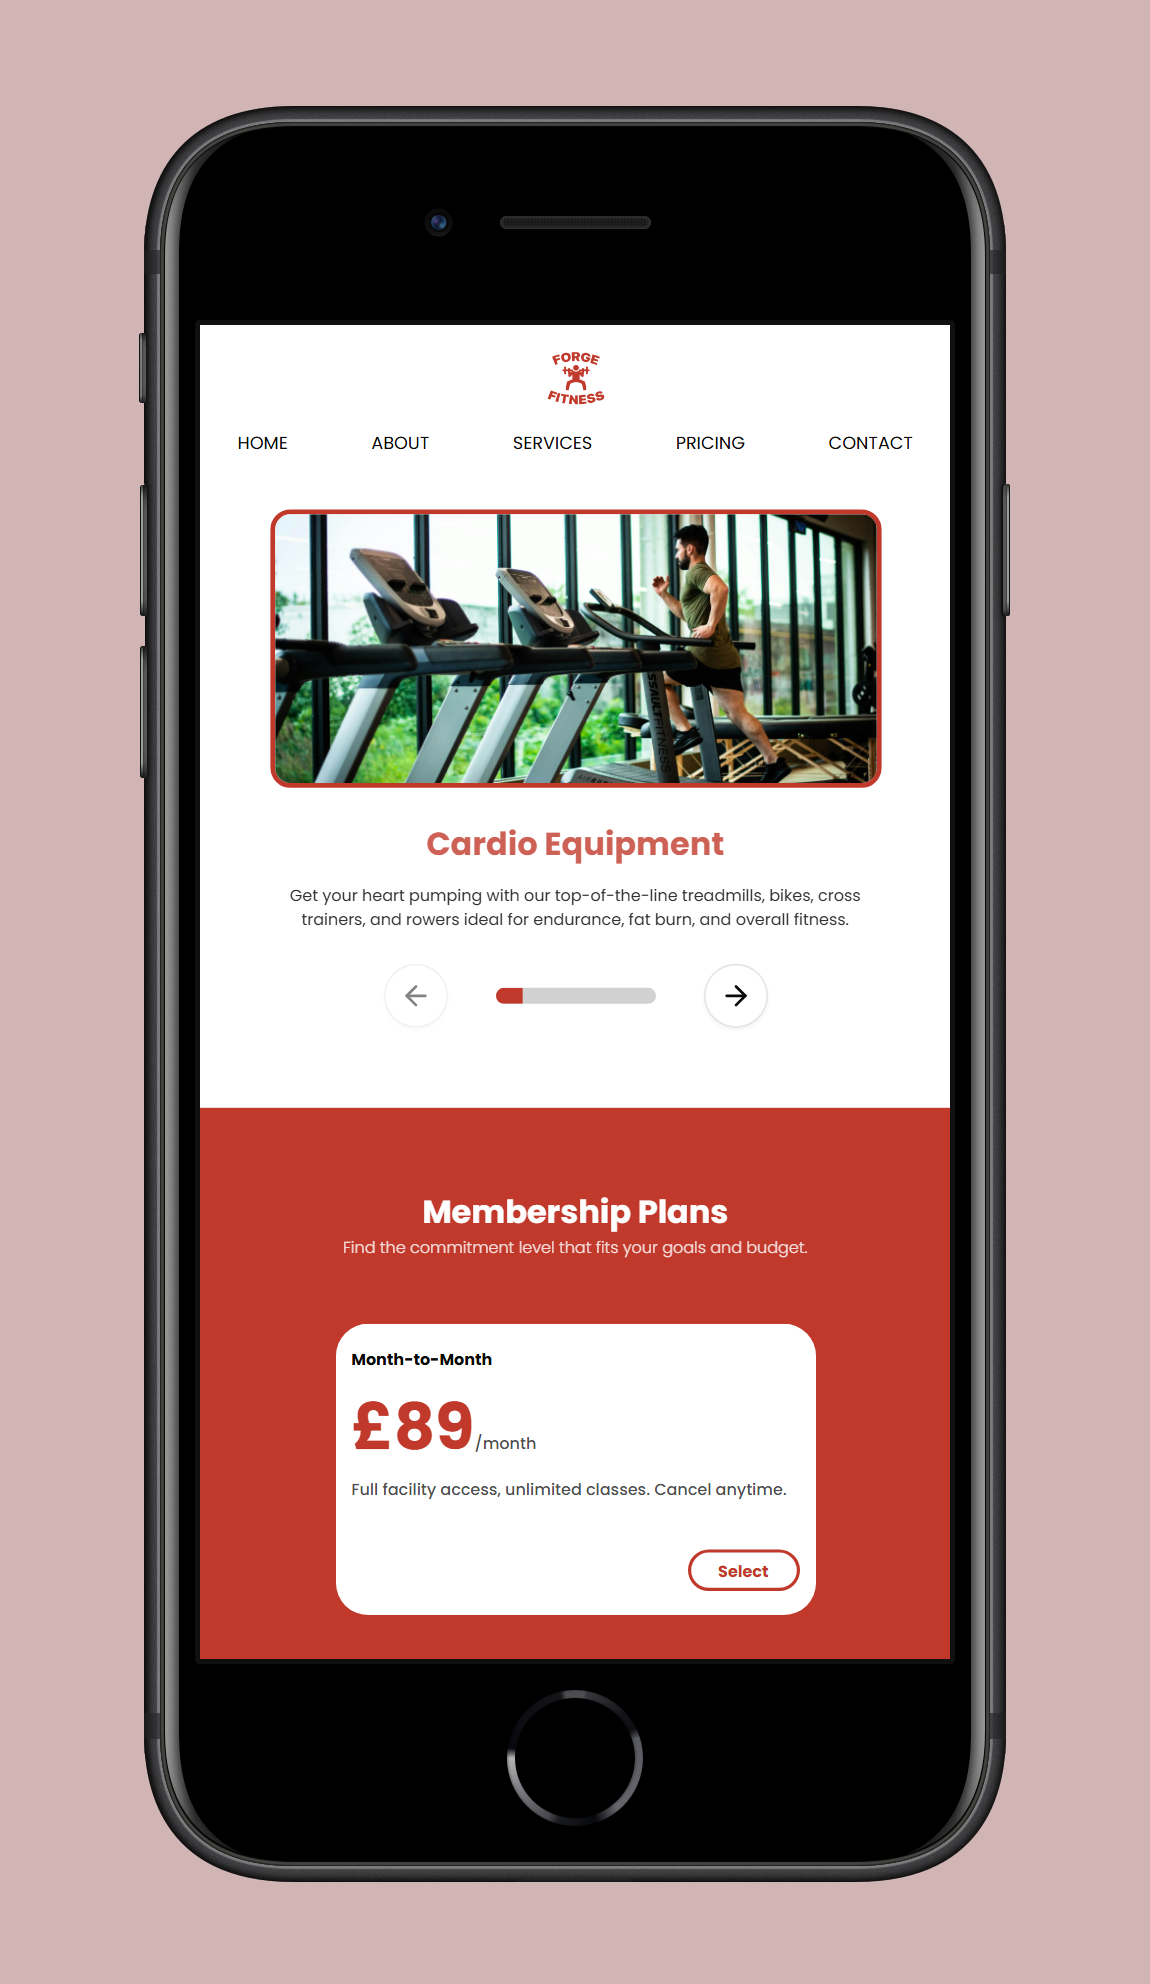 FORGE
FITNESS
HOME ABOUT SERVICES PRICING CONTACT
SSAULTFITNESS
Cardio Equipment
Get your heart pumping with our top-of-the-line treadmills, bikes, cross
trainers, and rowers ideal for endurance, fat burn, and overall fitness.
Membership Plans
Find the commitment level that fits your goals and budget.
Month-to-Month
£89/month
Full facility access, unlimited classes. Cancel anytime.
Select